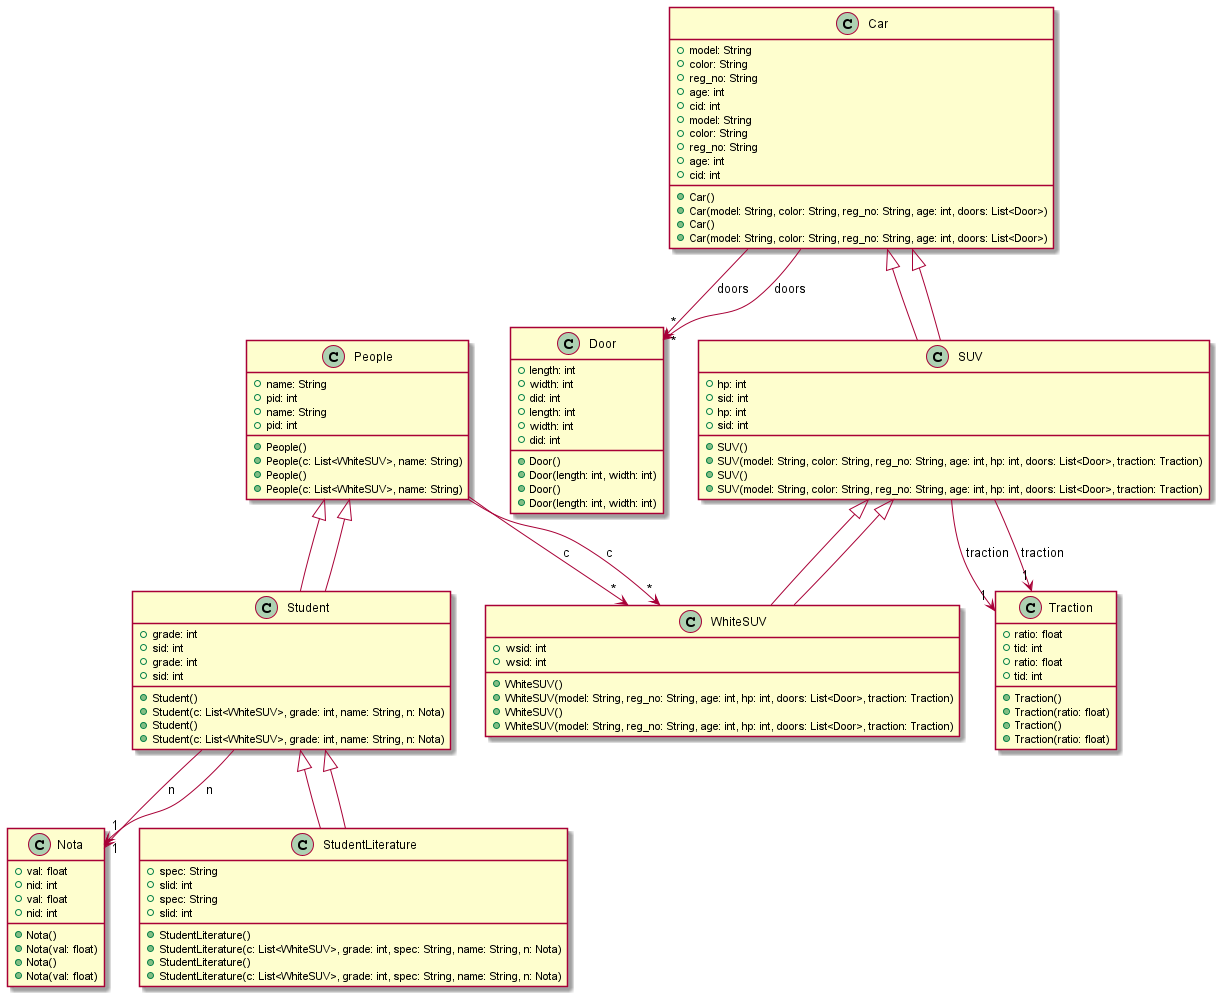 C Car
model: String
color: String
reg_no: String
age: int
cid: int
model: String
color: String
reg_no: String
age: int
cid: int
Car()
Car(model: String, color: String, reg_no: String, age: int, doors: List<Door>)
Car()
Car(model: String, color: String, reg_no: String, age: int, doors: List<Door>)
doors
doors
*
*
C People
name: String
pid: int
name: String
pid: int
People()
People(c: List<WhiteSUV>, name: String)
People()
People(c: List<WhiteSUV>, name: String)
C Door
length: int
width: int
did: int
length: int
width: int
did: int
Door()
Door(length: int, width: int)
Door()
Door(length: int, width: int)
C SUV
hp: int
sid: int
hp: int
sid: int
SUV()
SUV(model: String, color: String, reg_no: String, age: int, hp: int, doors: List<Door>, traction: Traction)
SUV()
SUV(model: String, color: String, reg_no: String, age: int, hp: int, doors: List<Door>, traction: Traction)
c
c
*
*
traction
traction
1
1
C Student
grade: int
sid: int
grade: int
sid: int
Student()
Student(c: List<WhiteSUV>, grade: int, name: String, n: Nota)
Student()
Student(c: List<WhiteSUV>, grade: int, name: String, n: Nota)
C WhiteSUV
wsid: int
wsid: int
WhiteSUV()
WhiteSUV(model: String, reg_no: String, age: int, hp: int, doors: List<Door>, traction: Traction)
WhiteSUV()
WhiteSUV(model: String, reg_no: String, age: int, hp: int, doors: List<Door>, traction: Traction)
C Traction
ratio: float
tid: int
ratio: float
tid: int
Traction()
Traction(ratio: float)
Traction()
Traction(ratio: float)
n
n
1
1
C Nota
val: float
nid: int
val: float
nid: int
Nota()
Nota(val: float)
Nota()
Nota(val: float)
C StudentLiterature
spec: String
slid: int
spec: String
slid: int
StudentLiterature()
StudentLiterature(c: List<WhiteSUV>, grade: int, spec: String, name: String, n: Nota)
StudentLiterature()
StudentLiterature(c: List<WhiteSUV>, grade: int, spec: String, name: String, n: Nota)